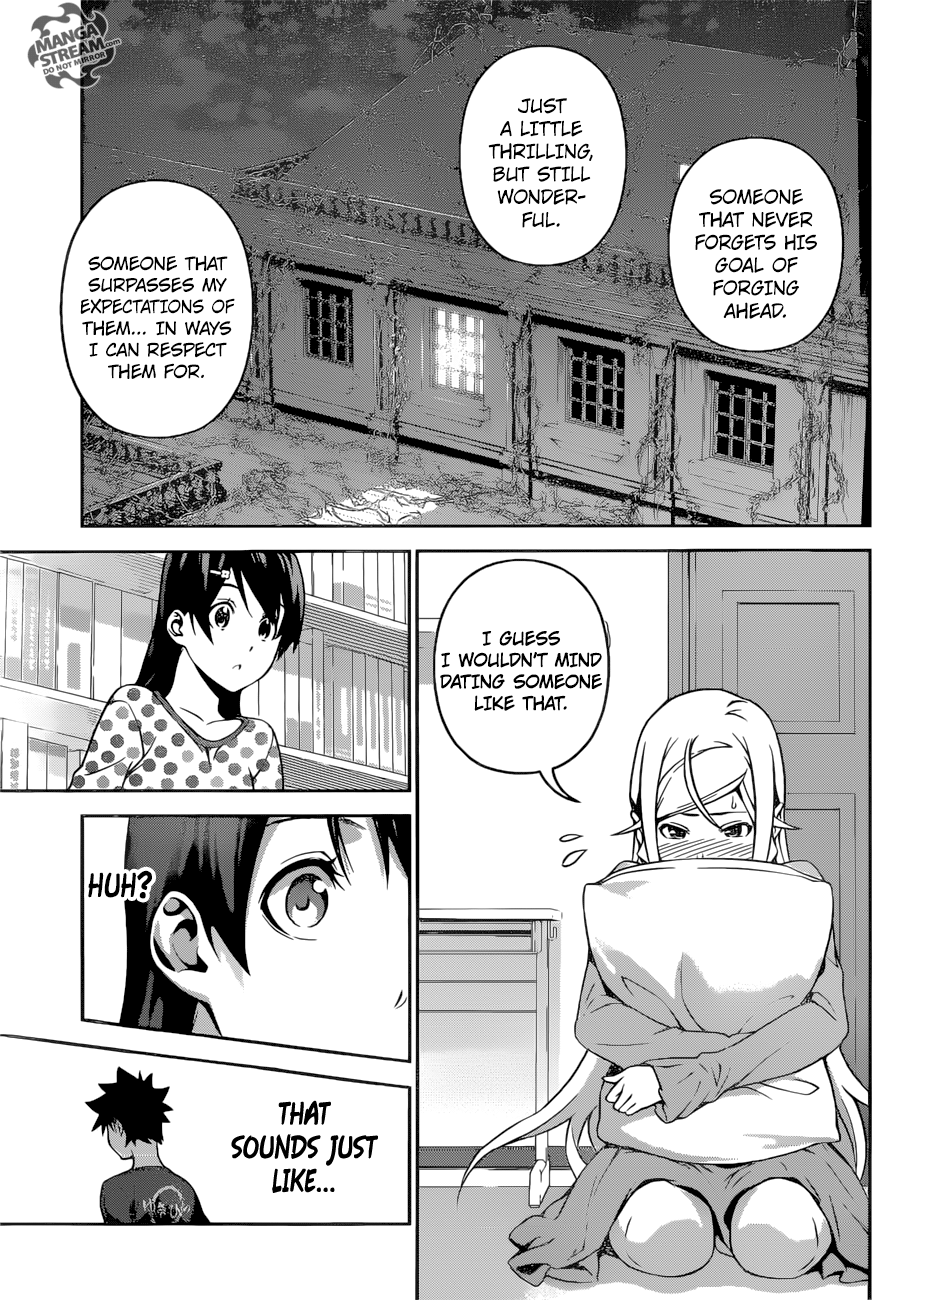 MANGA
STREAM.COM
DO NOT MIRROR.
SOMEONE
THAT NEVER
FORGETS HIS
GOAL OF
FORGING
AHEAD.
JUST
A LITTLE
THRILLING,
BUT STILL
WONDER-
FUL.
SOMEONE THAT
SURPASSES MY
EXPECTATIONS OF
THEM... IN WAYS
I CAN RESPECT
THEM FOR.
I GUESS
I WOULDN'T MIND
DATING SOMEONE
LIKE THAT.
HUH?
THAT
SOUNDS JUST
LIKE...